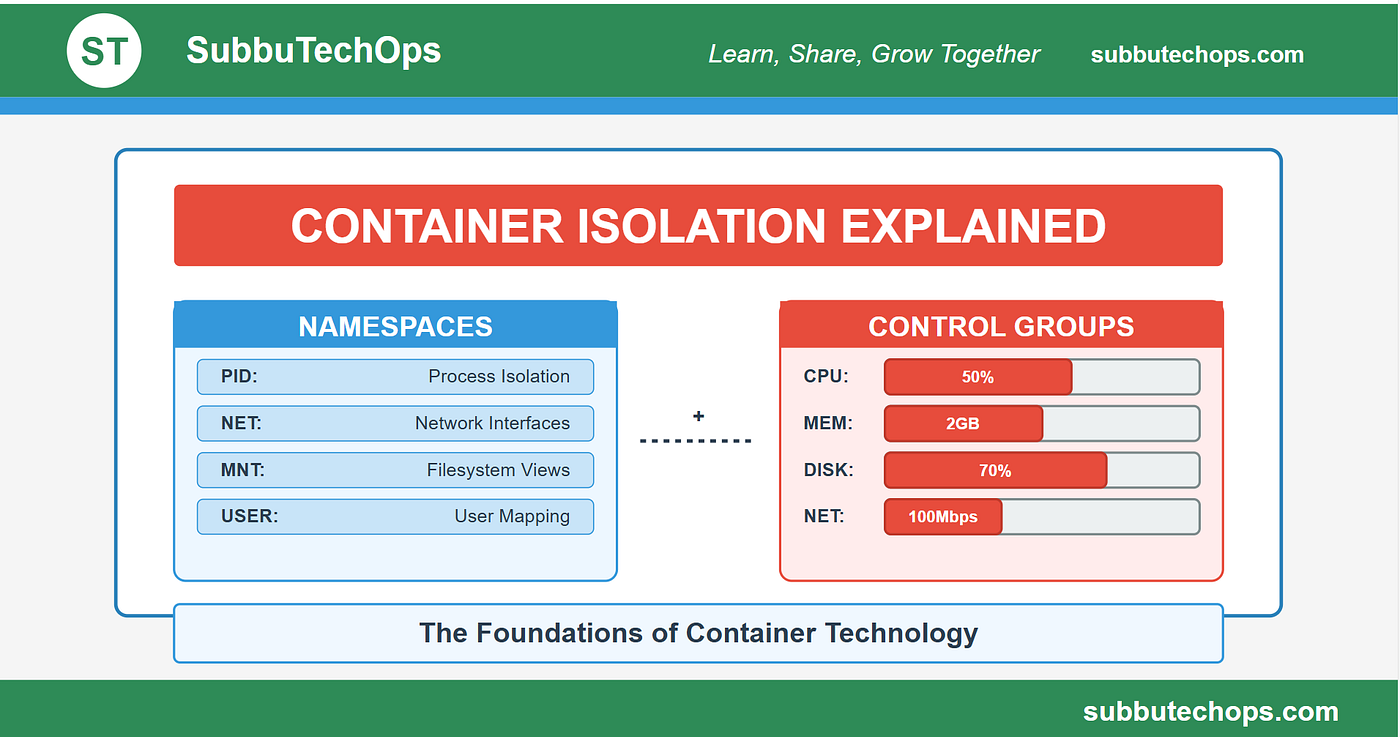 ST
SubbuTechOps
Learn, Share, Grow Together
subbutechops.com
CONTAINER ISOLATION EXPLAINED
NAMESPACES
PID: Process Isolation
NET: Network Interfaces
MNT: Filesystem Views
USER: User Mapping
+
CONTROL GROUPS
CPU: 50%
MEM: 2GB
DISK: 70%
NET: 100Mbps
The Foundations of Container Technology
subbutechops.com